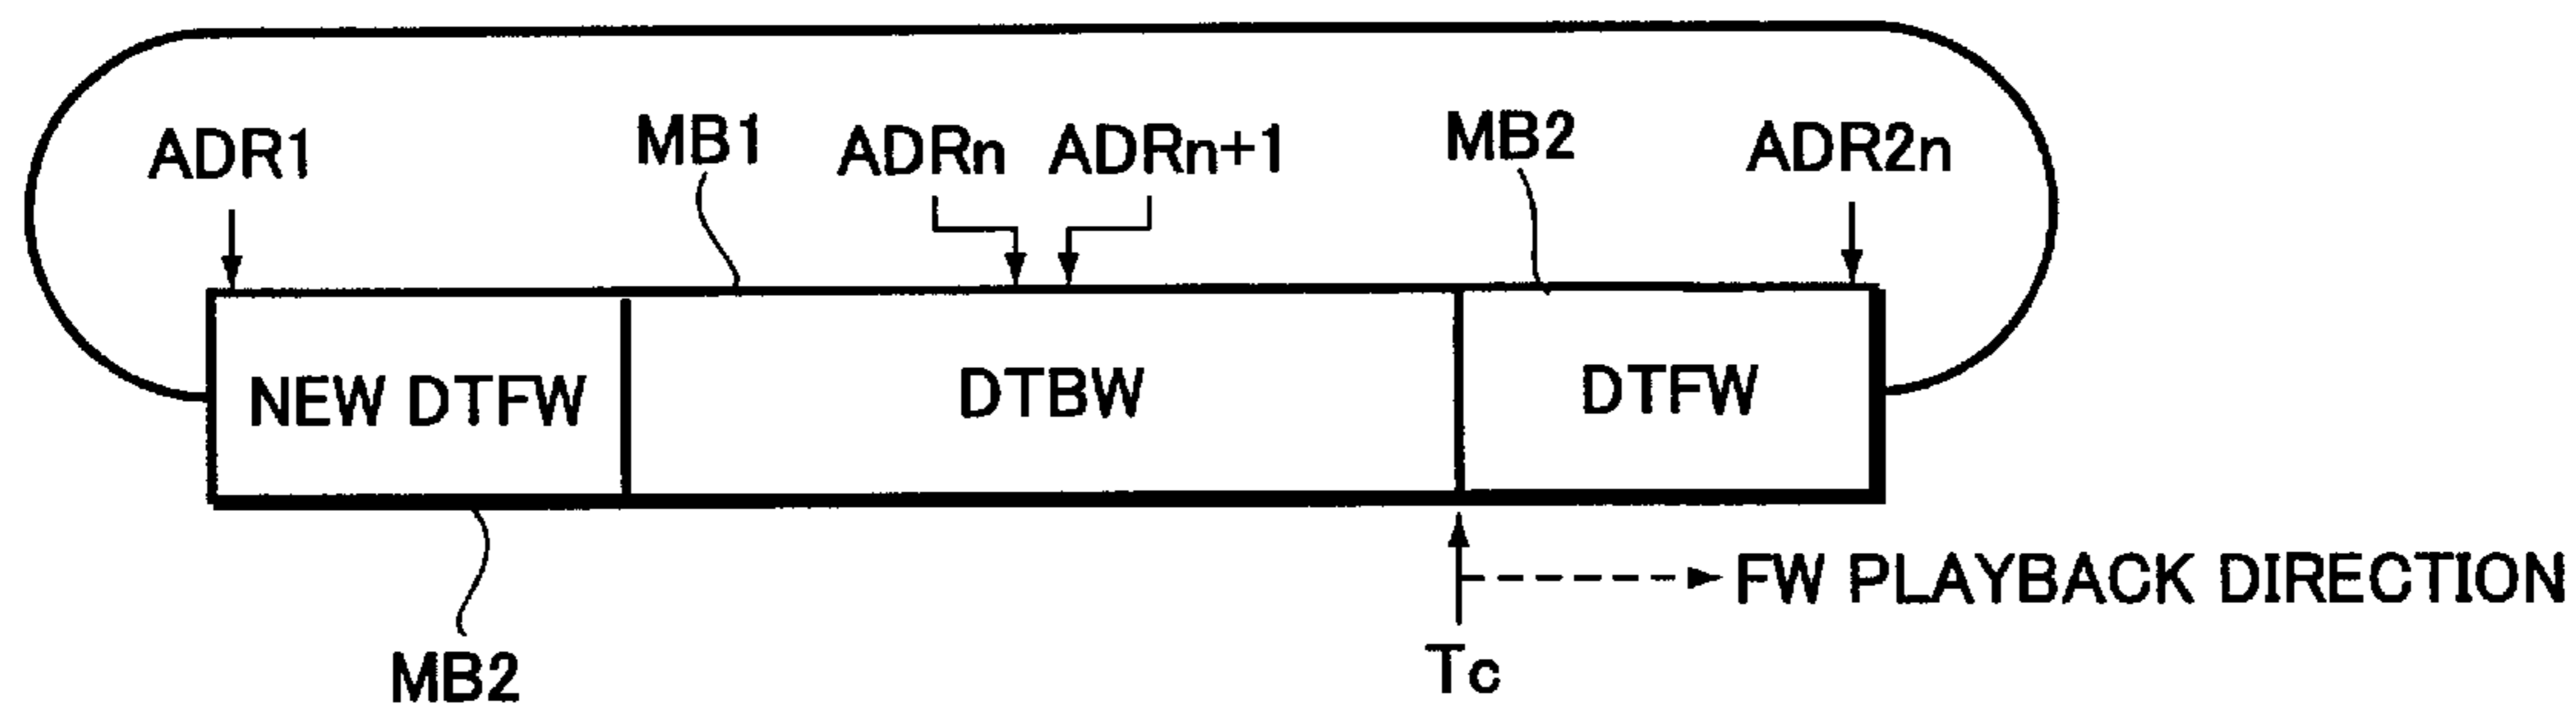 ADR1 MB1 ADRn ADRn+1 MB2 ADR2n
NEW DTFW DTBW DTFW
FW PLAYBACK DIRECTION
MB2 Tc